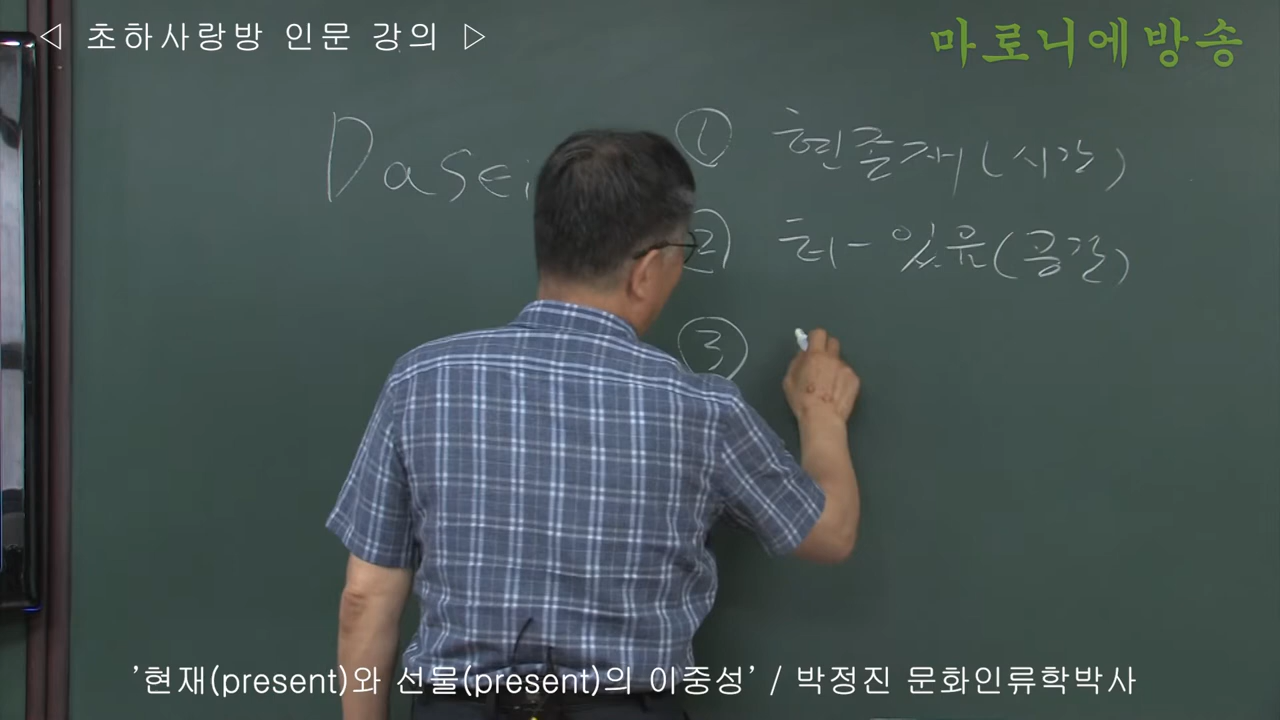 ◁ 초하사랑방 인문 강의 ▷
마로니에방송
Dasei
① 현존재 (시간)
② 터-있음 (공간)
③
'현재(present)와 선물(present)의 이중성' / 박정진 문화인류학박사